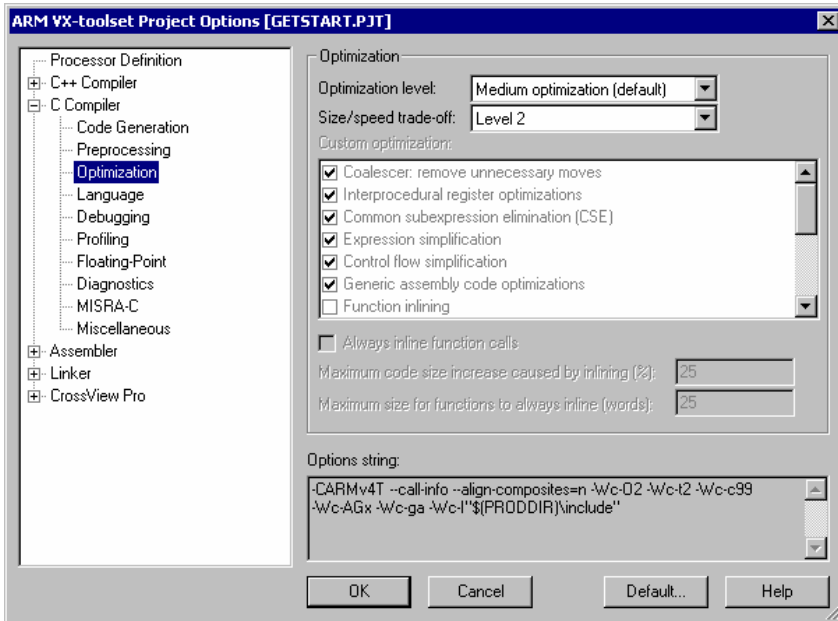 ARM VX-toolset Project Options [GETSTART.PJT]
Processor Definition
C++ Compiler
C Compiler
Code Generation
Preprocessing
Optimization
Language
Debugging
Profiling
Floating-Point
Diagnostics
MISRA-C
Miscellaneous
Assembler
Linker
CrossView Pro
Optimization
Optimization level: Medium optimization (default)
Size/speed trade-off: Level 2
Custom optimization:
Coalescer: remove unnecessary moves
Interprocedural register optimizations
Common subexpression elimination (CSE)
Expression simplification
Control flow simplification
Generic assembly code optimizations
Function inlining
Always inline function calls
Maximum code size increase caused by inlining (%): 25
Maximum size for functions to always inline (words): 25
Options string:
-CARMv4T --call-info --align-composites=n -Wc-O2 -Wc-t2 -Wc-c99
-Wc-AGx -Wc-ga -Wc-I"$(PRODDIR)\include"
OK Cancel Default... Help